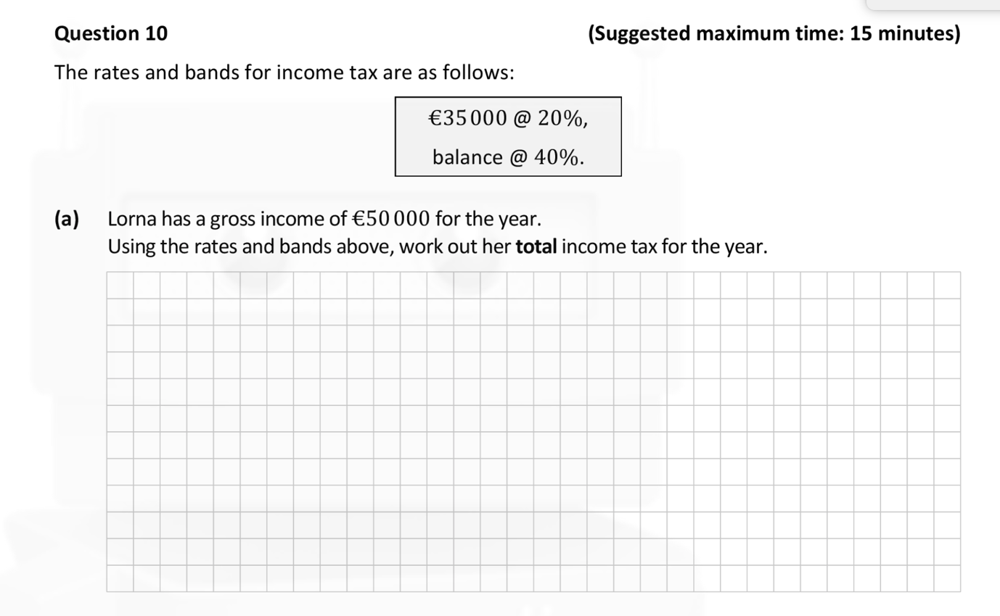 Question 10
(Suggested maximum time: 15 minutes)
The rates and bands for income tax are as follows:
€35 000 @ 20%,
balance @ 40%.
(a) Lorna has a gross income of €50 000 for the year.
Using the rates and bands above, work out her total income tax for the year.